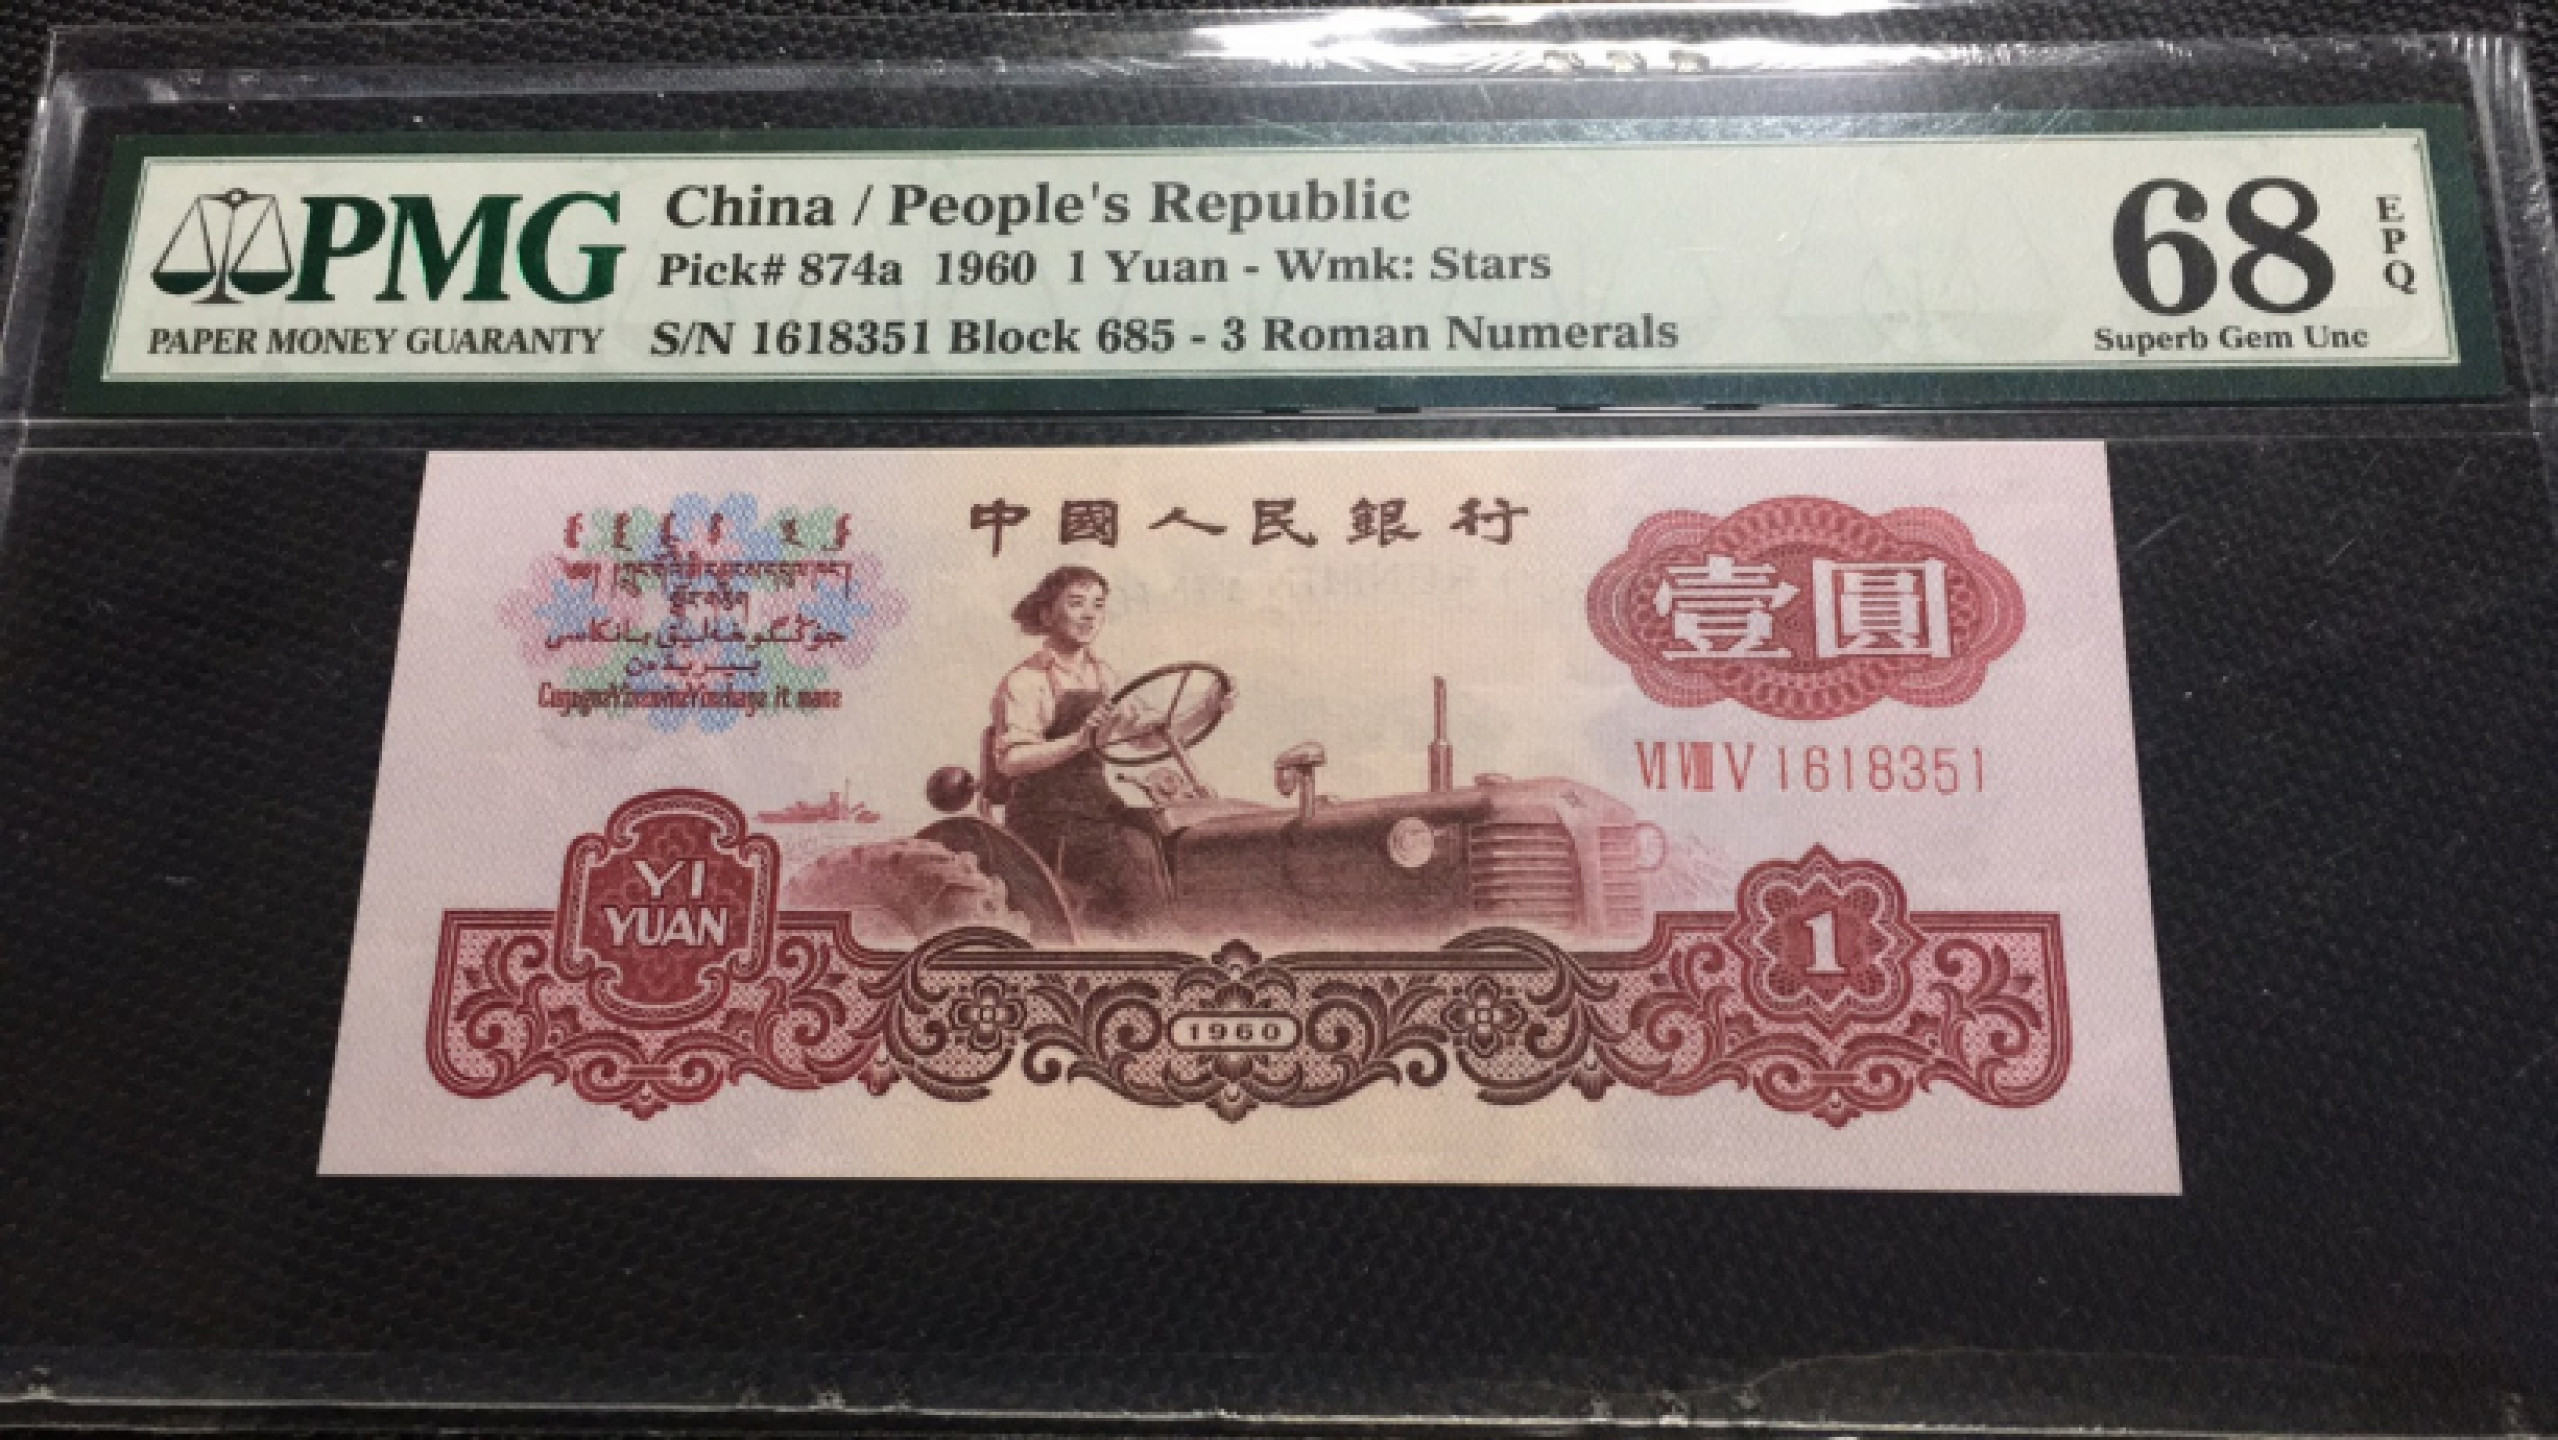 PMG
PAPER MONEY GUARANTY
China / People's Republic
Pick# 874a 1960 1 Yuan - Wmk: Stars
S/N 1618351 Block 685 - 3 Roman Numerals
68
EPQ
Superb Gem Unc
中國人民銀行
壹圓
ⅥⅧⅤ 1618351
YI
YUAN
1
1960